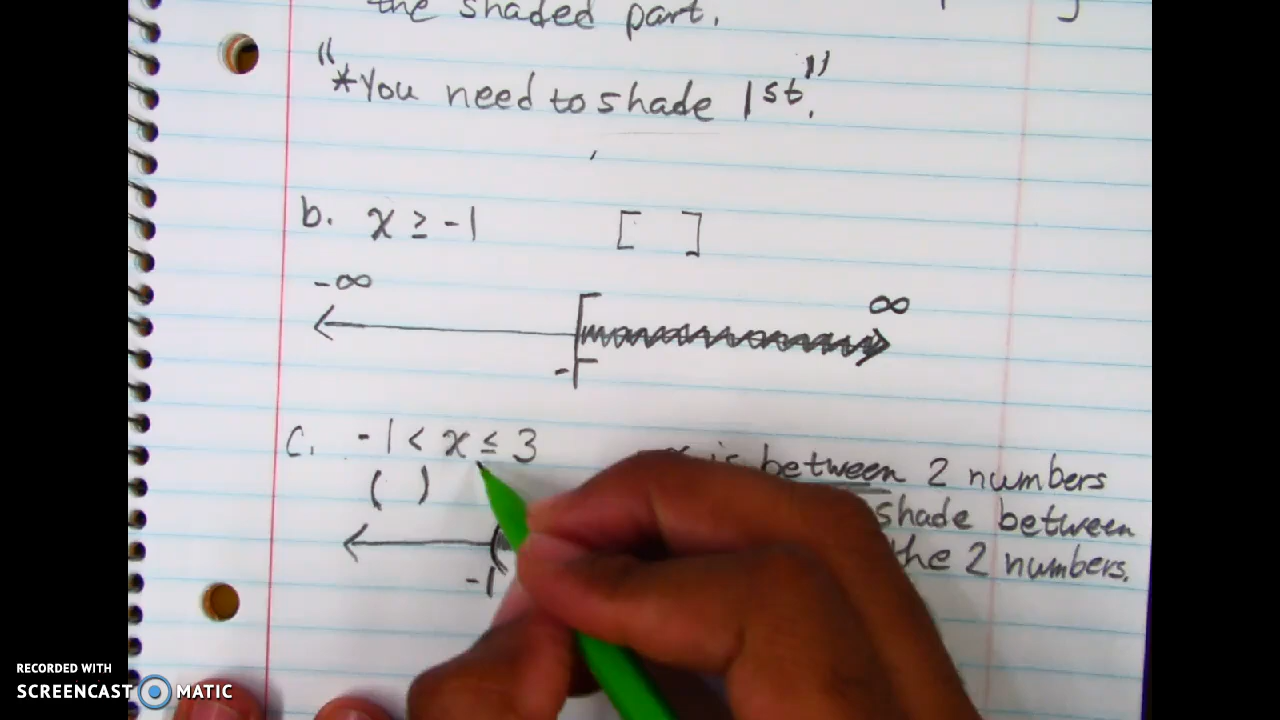 the shaded part.
"*You need to shade 1st".
b. x ≥ -1 [ ]
-∞ ∞
-
c. -1 < x ≤ 3
x is between 2 numbers
( )
shade between
the 2 numbers.
(
-1
RECORDED WITH
SCREENCAST MATIC